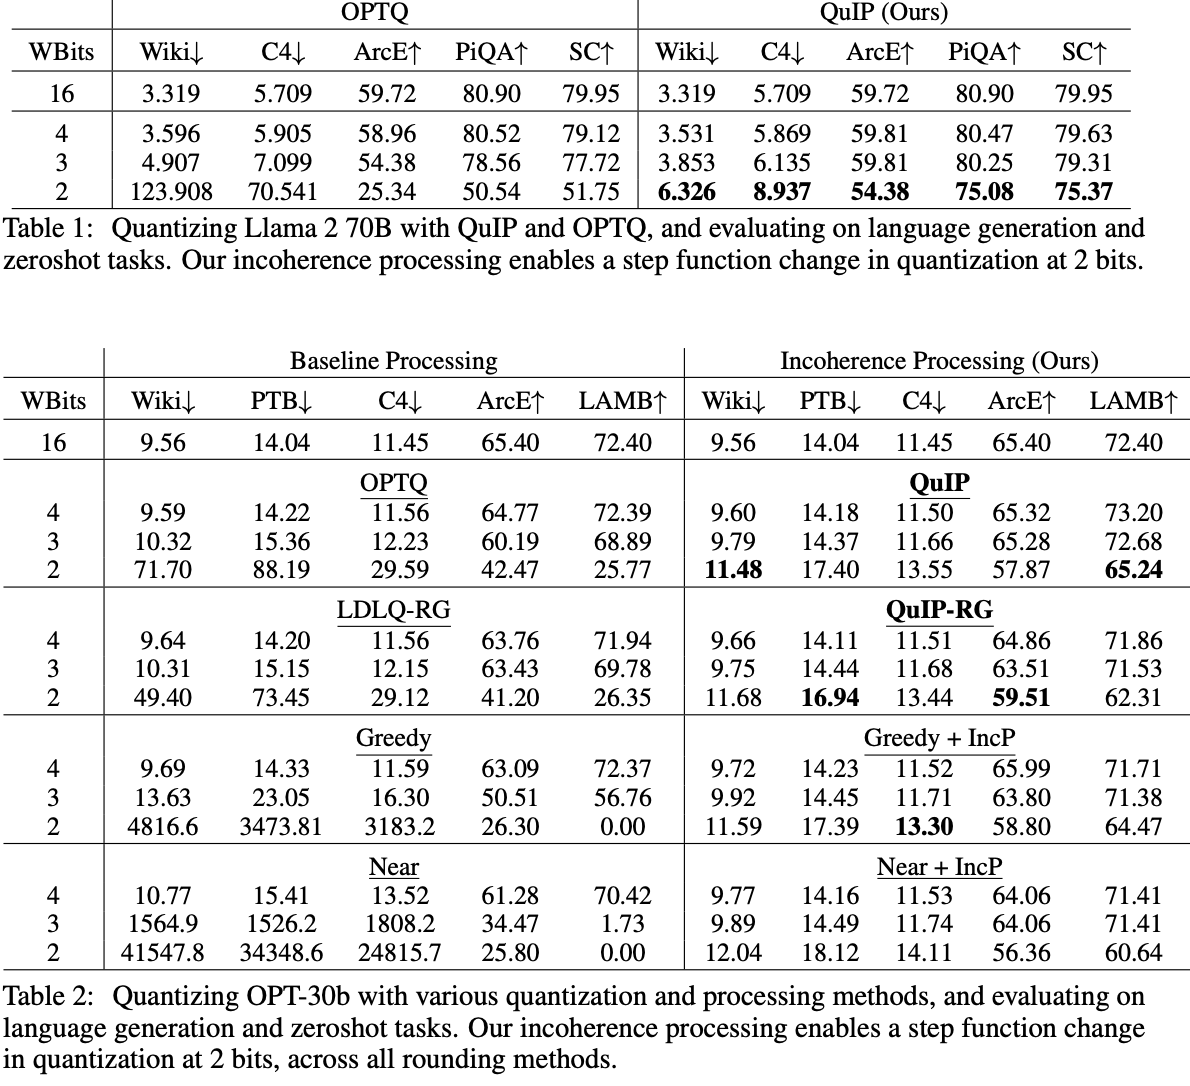 OPTQ QuIP (Ours)
WBits Wiki↓ C4↓ ArcE↑ PiQA↑ SC↑ Wiki↓ C4↓ ArcE↑ PiQA↑ SC↑
16 3.319 5.709 59.72 80.90 79.95 3.319 5.709 59.72 80.90 79.95
4 3.596 5.905 58.96 80.52 79.12 3.531 5.869 59.81 80.47 79.63
3 4.907 7.099 54.38 78.56 77.72 3.853 6.135 59.81 80.25 79.31
2 123.908 70.541 25.34 50.54 51.75 6.326 8.937 54.38 75.08 75.37
Table 1: Quantizing Llama 2 70B with QuIP and OPTQ, and evaluating on language generation and
zeroshot tasks. Our incoherence processing enables a step function change in quantization at 2 bits.
Baseline Processing Incoherence Processing (Ours)
WBits Wiki↓ PTB↓ C4↓ ArcE↑ LAMB↑ Wiki↓ PTB↓ C4↓ ArcE↑ LAMB↑
16 9.56 14.04 11.45 65.40 72.40 9.56 14.04 11.45 65.40 72.40
OPTQ QuIP
4 9.59 14.22 11.56 64.77 72.39 9.60 14.18 11.50 65.32 73.20
3 10.32 15.36 12.23 60.19 68.89 9.79 14.37 11.66 65.28 72.68
2 71.70 88.19 29.59 42.47 25.77 11.48 17.40 13.55 57.87 65.24
LDLQ-RG QuIP-RG
4 9.64 14.20 11.56 63.76 71.94 9.66 14.11 11.51 64.86 71.86
3 10.31 15.15 12.15 63.43 69.78 9.75 14.44 11.68 63.51 71.53
2 49.40 73.45 29.12 41.20 26.35 11.68 16.94 13.44 59.51 62.31
Greedy Greedy + IncP
4 9.69 14.33 11.59 63.09 72.37 9.72 14.23 11.52 65.99 71.71
3 13.63 23.05 16.30 50.51 56.76 9.92 14.45 11.71 63.80 71.38
2 4816.6 3473.81 3183.2 26.30 0.00 11.59 17.39 13.30 58.80 64.47
Near Near + IncP
4 10.77 15.41 13.52 61.28 70.42 9.77 14.16 11.53 64.06 71.41
3 1564.9 1526.2 1808.2 34.47 1.73 9.89 14.49 11.74 64.06 71.41
2 41547.8 34348.6 24815.7 25.80 0.00 12.04 18.12 14.11 56.36 60.64
Table 2: Quantizing OPT-30b with various quantization and processing methods, and evaluating on
language generation and zeroshot tasks. Our incoherence processing enables a step function change
in quantization at 2 bits, across all rounding methods.